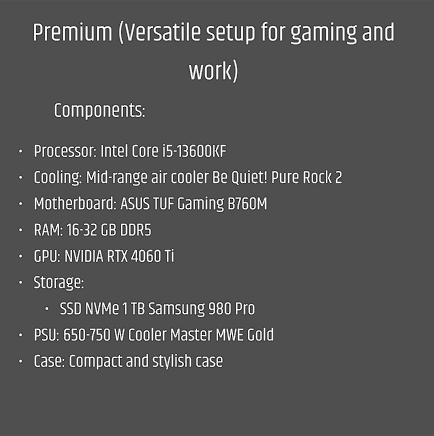 Premium (Versatile setup for gaming and
work)
Components:
• Processor: Intel Core i5-13600KF
• Cooling: Mid-range air cooler Be Quiet! Pure Rock 2
• Motherboard: ASUS TUF Gaming B760M
• RAM: 16-32 GB DDR5
• GPU: NVIDIA RTX 4060 Ti
• Storage:
• SSD NVMe 1 TB Samsung 980 Pro
• PSU: 650-750 W Cooler Master MWE Gold
• Case: Compact and stylish case